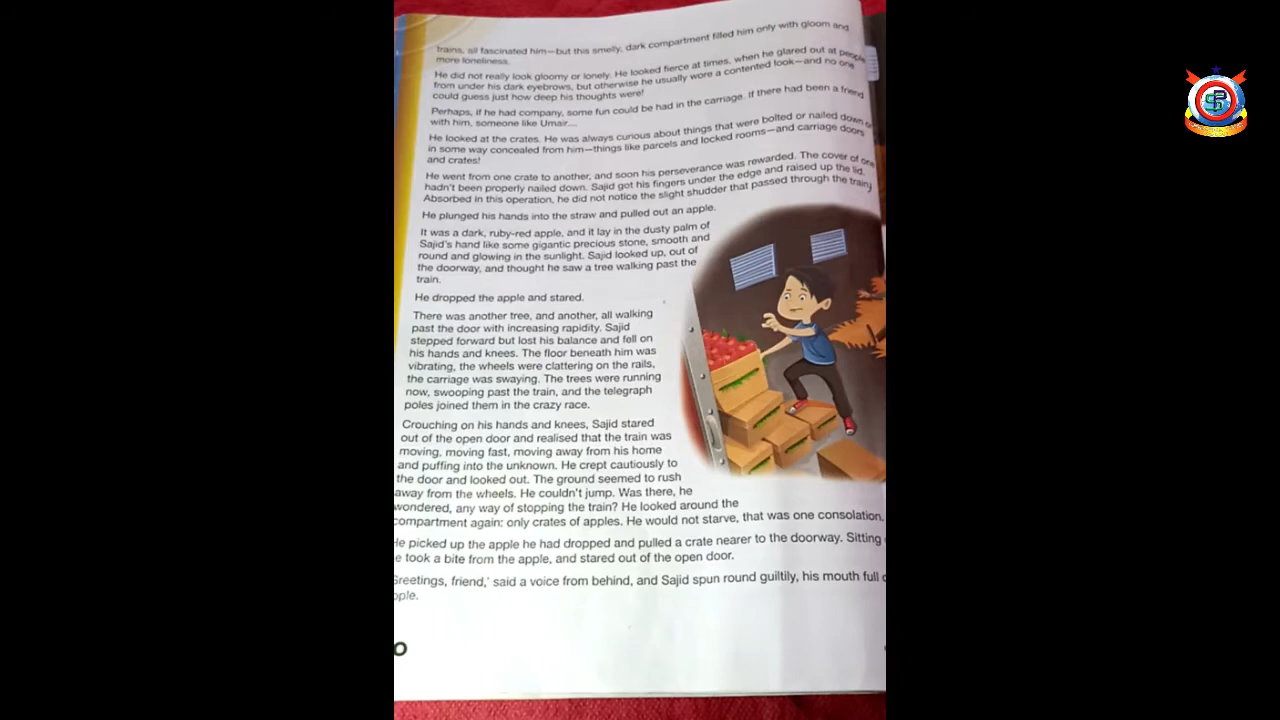 trains, all fascinated him—but this smelly, dark compartment filled him only with gloom and
more loneliness.
He did not really look gloomy or lonely. He looked fierce at times, when he glared out at people
from under his dark eyebrows, but otherwise he usually wore a contented look—and no one
could guess just how deep his thoughts were!
Perhaps, if he had company, some fun could be had in the carriage. If there had been a friend
with him, someone like Umair....
He looked at the crates. He was always curious about things that were bolted or nailed down or
in some way concealed from him—things like parcels and locked rooms—and carriage doors
and crates!
He went from one crate to another, and soon his perseverance was rewarded. The cover of one
hadn't been properly nailed down. Sajid got his fingers under the edge and raised up the lid.
Absorbed in this operation, he did not notice the slight shudder that passed through the train.
He plunged his hands into the straw and pulled out an apple.
It was a dark, ruby-red apple, and it lay in the dusty palm of
Sajid's hand like some gigantic precious stone, smooth and
round and glowing in the sunlight. Sajid looked up, out of
the doorway, and thought he saw a tree walking past the
train.
He dropped the apple and stared.
There was another tree, and another, all walking
past the door with increasing rapidity. Sajid
stepped forward but lost his balance and fell on
his hands and knees. The floor beneath him was
vibrating, the wheels were clattering on the rails,
the carriage was swaying. The trees were running
now, swooping past the train, and the telegraph
poles joined them in the crazy race.
Crouching on his hands and knees, Sajid stared
out of the open door and realised that the train was
moving, moving fast, moving away from his home
and puffing into the unknown. He crept cautiously to
the door and looked out. The ground seemed to rush
away from the wheels. He couldn't jump. Was there, he
wondered, any way of stopping the train? He looked around the
compartment again: only crates of apples. He would not starve, that was one consolation.
He picked up the apple he had dropped and pulled a crate nearer to the doorway. Sitting
e took a bite from the apple, and stared out of the open door.
Greetings, friend,' said a voice from behind, and Sajid spun round guiltily, his mouth full o
pple.